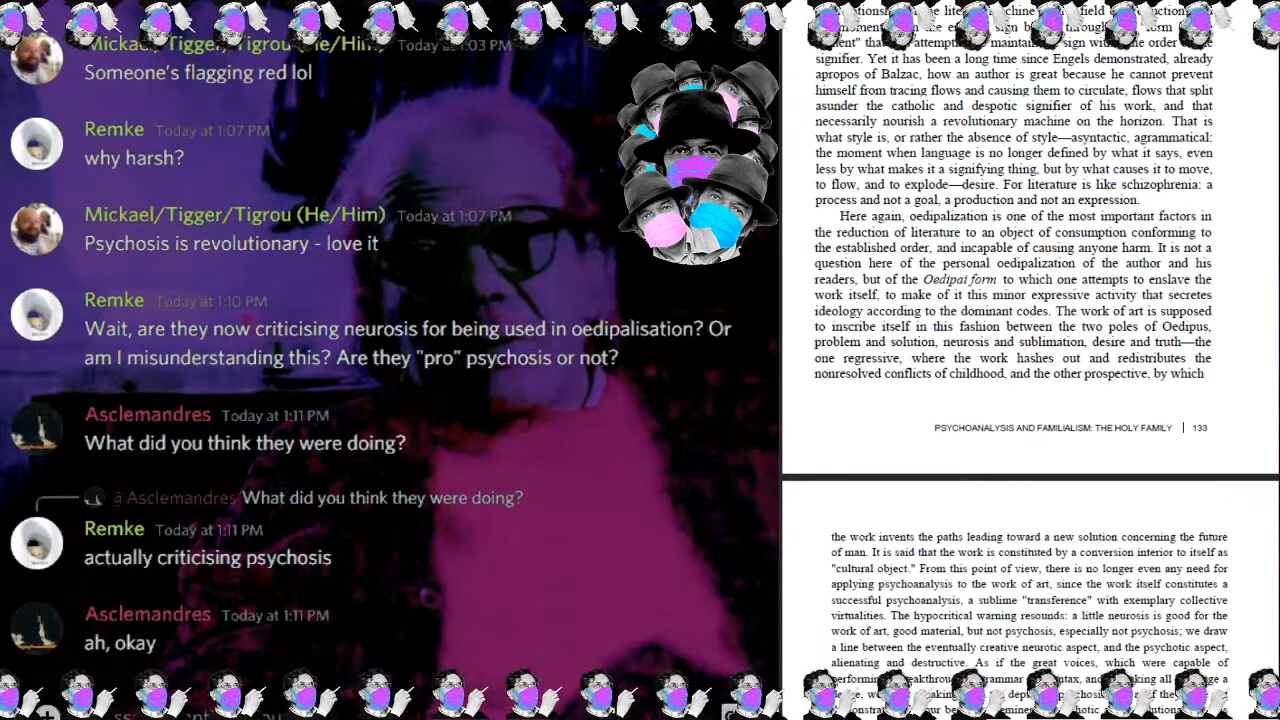 Mickael/Tigger/Tigrou (He/Him) Today at 1:03 PM
Someone's flagging red lol
Remke Today at 1:07 PM
why harsh?
Mickael/Tigger/Tigrou (He/Him) Today at 1:07 PM
Psychosis is revolutionary - love it
Remke Today at 1:10 PM
Wait, are they now criticising neurosis for being used in oedipalisation? Or
am I misunderstanding this? Are they "pro" psychosis or not?
Asclemandres Today at 1:11 PM
What did you think they were doing?
Asclemandres What did you think they were doing?
Remke Today at 1:11 PM
actually criticising psychosis
Asclemandres Today at 1:11 PM
ah, okay
signifier. Yet it has been a long time since Engels demonstrated, already
apropos of Balzac, how an author is great because he cannot prevent
himself from tracing flows and causing them to circulate, flows that split
asunder the catholic and despotic signifier of his work, and that
necessarily nourish a revolutionary machine on the horizon. That is
what style is, or rather the absence of style—asyntactic, agrammatical:
the moment when language is no longer defined by what it says, even
less by what makes it a signifying thing, but by what causes it to move,
to flow, and to explode—desire. For literature is like schizophrenia: a
process and not a goal, a production and not an expression.
Here again, oedipalization is one of the most important factors in
the reduction of literature to an object of consumption conforming to
the established order, and incapable of causing anyone harm. It is not a
question here of the personal oedipalization of the author and his
readers, but of the Oedipal form to which one attempts to enslave the
work itself, to make of it this minor expressive activity that secretes
ideology according to the dominant codes. The work of art is supposed
to inscribe itself in this fashion between the two poles of Oedipus,
problem and solution, neurosis and sublimation, desire and truth—the
one regressive, where the work hashes out and redistributes the
nonresolved conflicts of childhood, and the other prospective, by which
PSYCHOANALYSIS AND FAMILIALISM: THE HOLY FAMILY | 133
the work invents the paths leading toward a new solution concerning the future
of man. It is said that the work is constituted by a conversion interior to itself as
"cultural object." From this point of view, there is no longer even any need for
applying psychoanalysis to the work of art, since the work itself constitutes a
successful psychoanalysis, a sublime "transference" with exemplary collective
virtualities. The hypocritical warning resounds: a little neurosis is good for the
work of art, good material, but not psychosis, especially not psychosis; we draw
a line between the eventually creative neurotic aspect, and the psychotic aspect,
alienating and destructive. As if the great voices, which were capable of